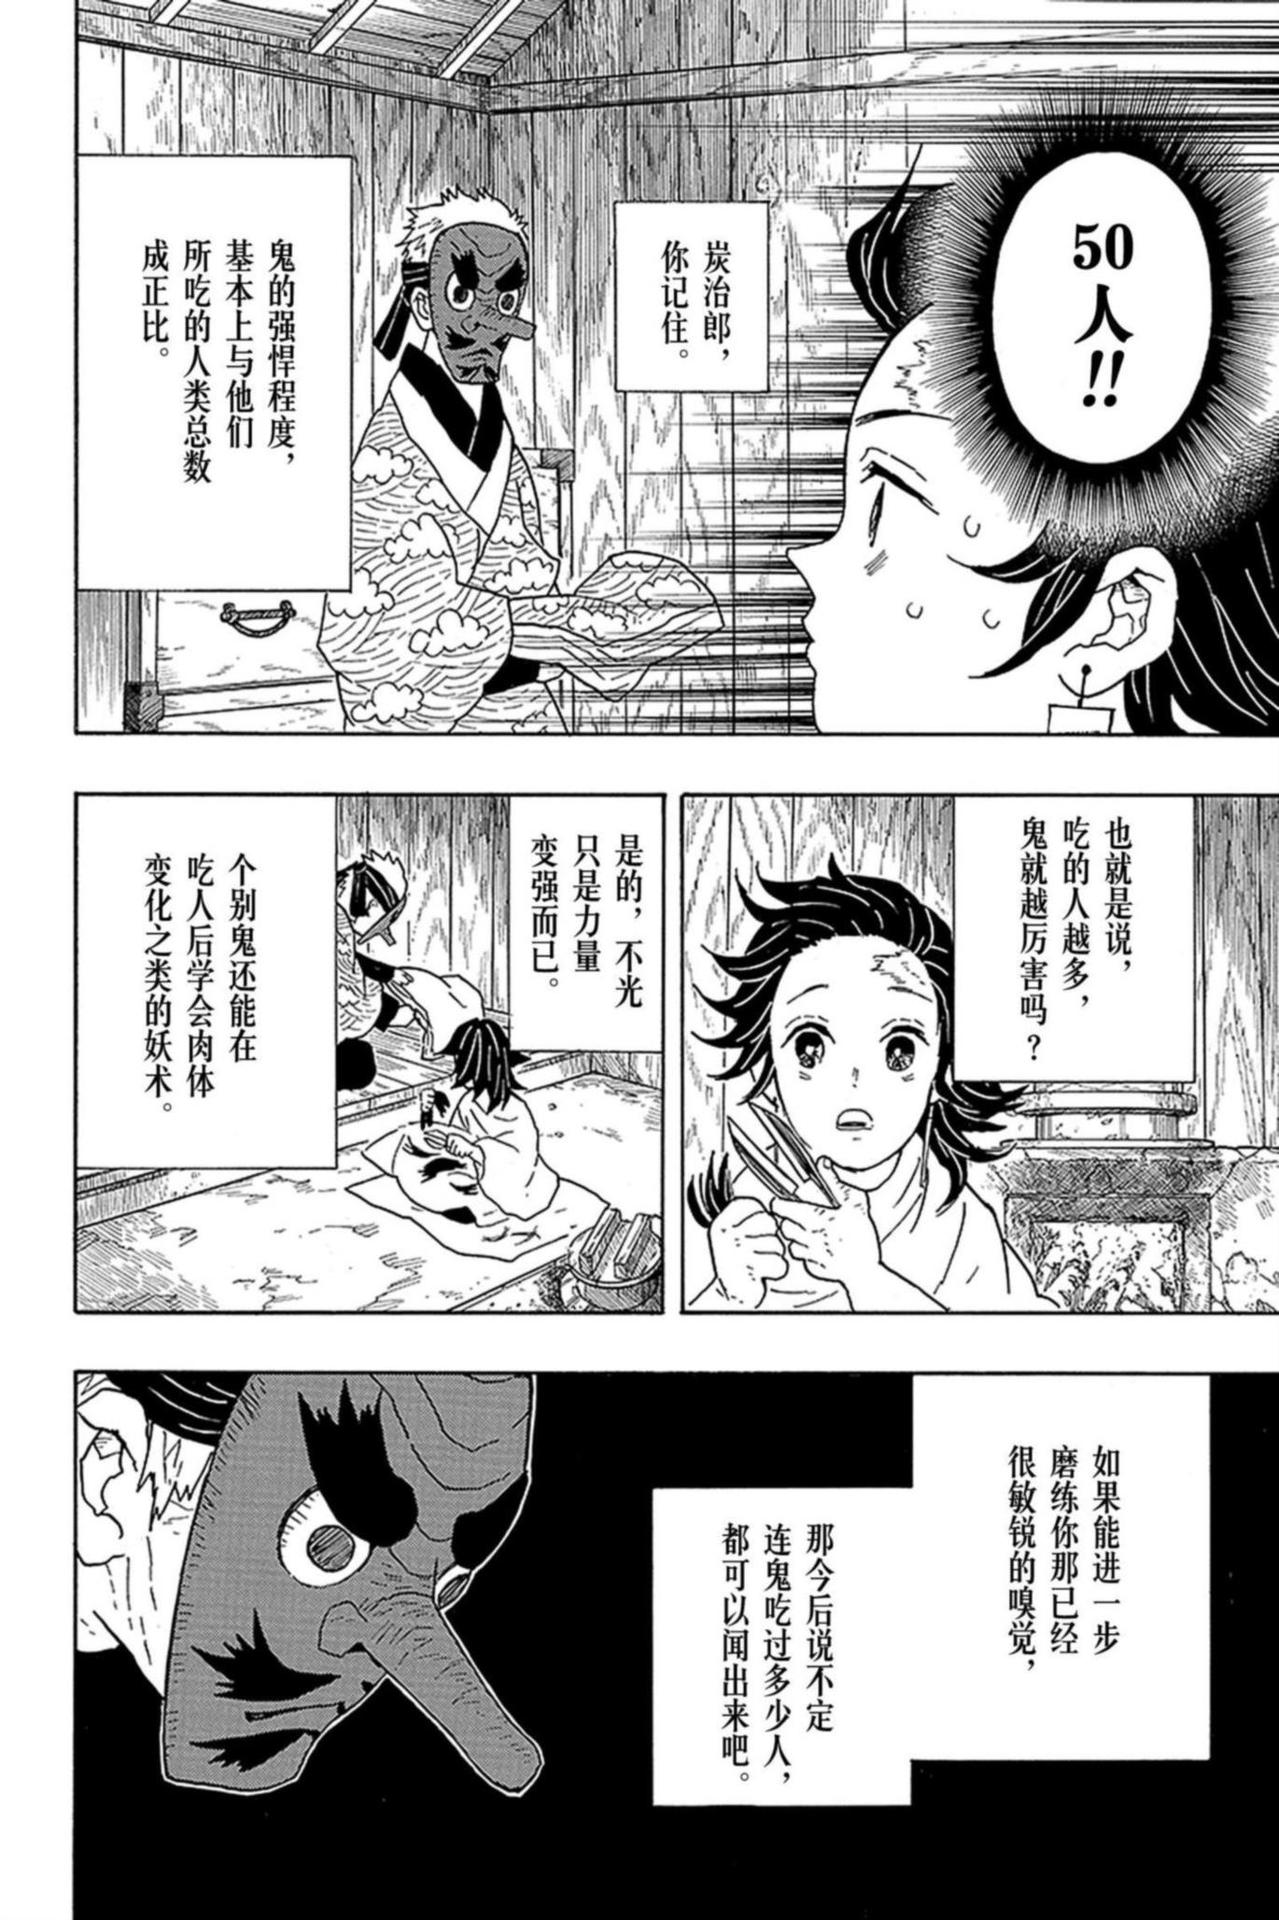 50
人!!
炭治郎，
你记住。
鬼的强悍程度，
基本上与他们
所吃的人类总数
成正比。
也就是说，
吃的人越多，
鬼就越厉害吗？
是的，不光
只是力量
变强而已。
个别鬼还能在
吃人后学会肉体
变化之类的妖术。
如果能进一步
磨练你那已经
很敏锐的嗅觉，
那今后说不定
连鬼吃过多少人，
都可以闻出来吧。